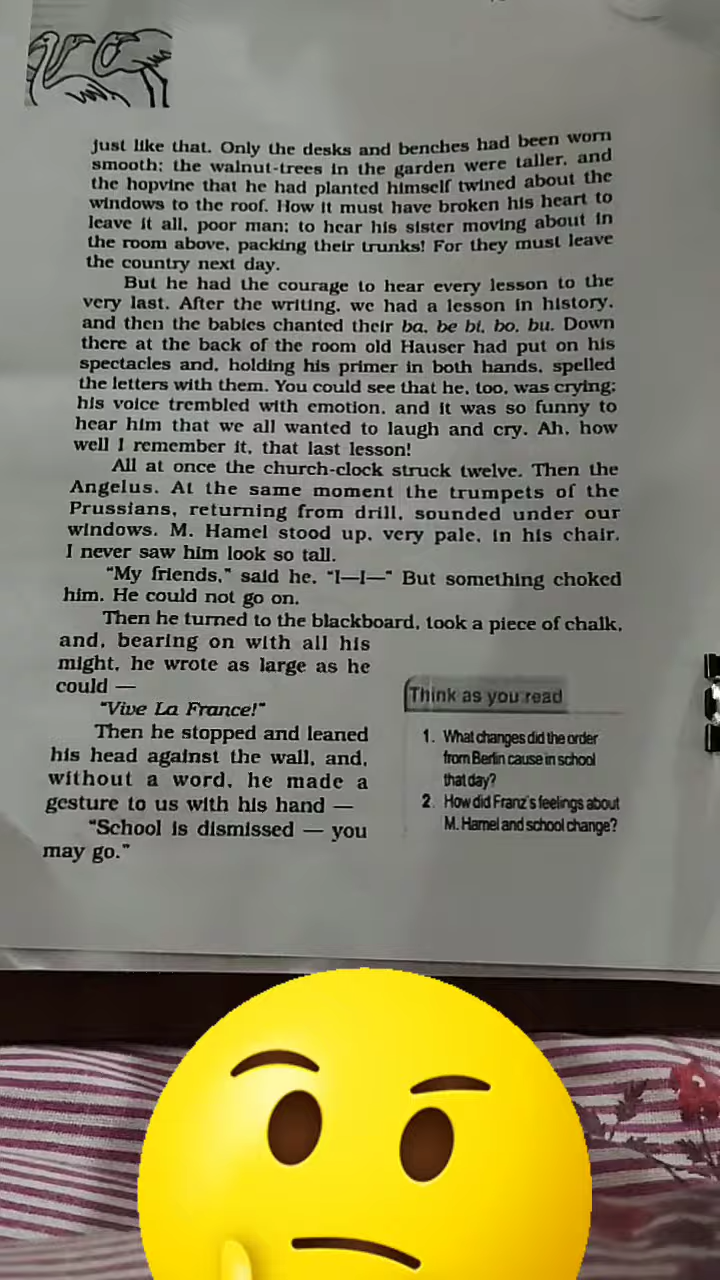 just like that. Only the desks and benches had been worn
smooth; the walnut-trees in the garden were taller, and
the hopvine that he had planted himself twined about the
windows to the roof. How it must have broken his heart to
leave it all, poor man; to hear his sister moving about in
the room above, packing their trunks! For they must leave
the country next day.
But he had the courage to hear every lesson to the
very last. After the writing, we had a lesson in history,
and then the babies chanted their ba, be bi, bo, bu. Down
there at the back of the room old Hauser had put on his
spectacles and, holding his primer in both hands, spelled
the letters with them. You could see that he, too, was crying;
his voice trembled with emotion, and it was so funny to
hear him that we all wanted to laugh and cry. Ah, how
well I remember it, that last lesson!
All at once the church-clock struck twelve. Then the
Angelus. At the same moment the trumpets of the
Prussians, returning from drill, sounded under our
windows. M. Hamel stood up, very pale, in his chair.
I never saw him look so tall.
“My friends,” said he, “I—I—” But something choked
him. He could not go on.
Then he turned to the blackboard, took a piece of chalk,
and, bearing on with all his
might, he wrote as large as he
could —
“Vive La France!”
Then he stopped and leaned
his head against the wall, and,
without a word, he made a
gesture to us with his hand —
“School is dismissed — you
may go.”
Think as you read
1. What changes did the order
from Berlin cause in school
that day?
2. How did Franz's feelings about
M. Hamel and school change?